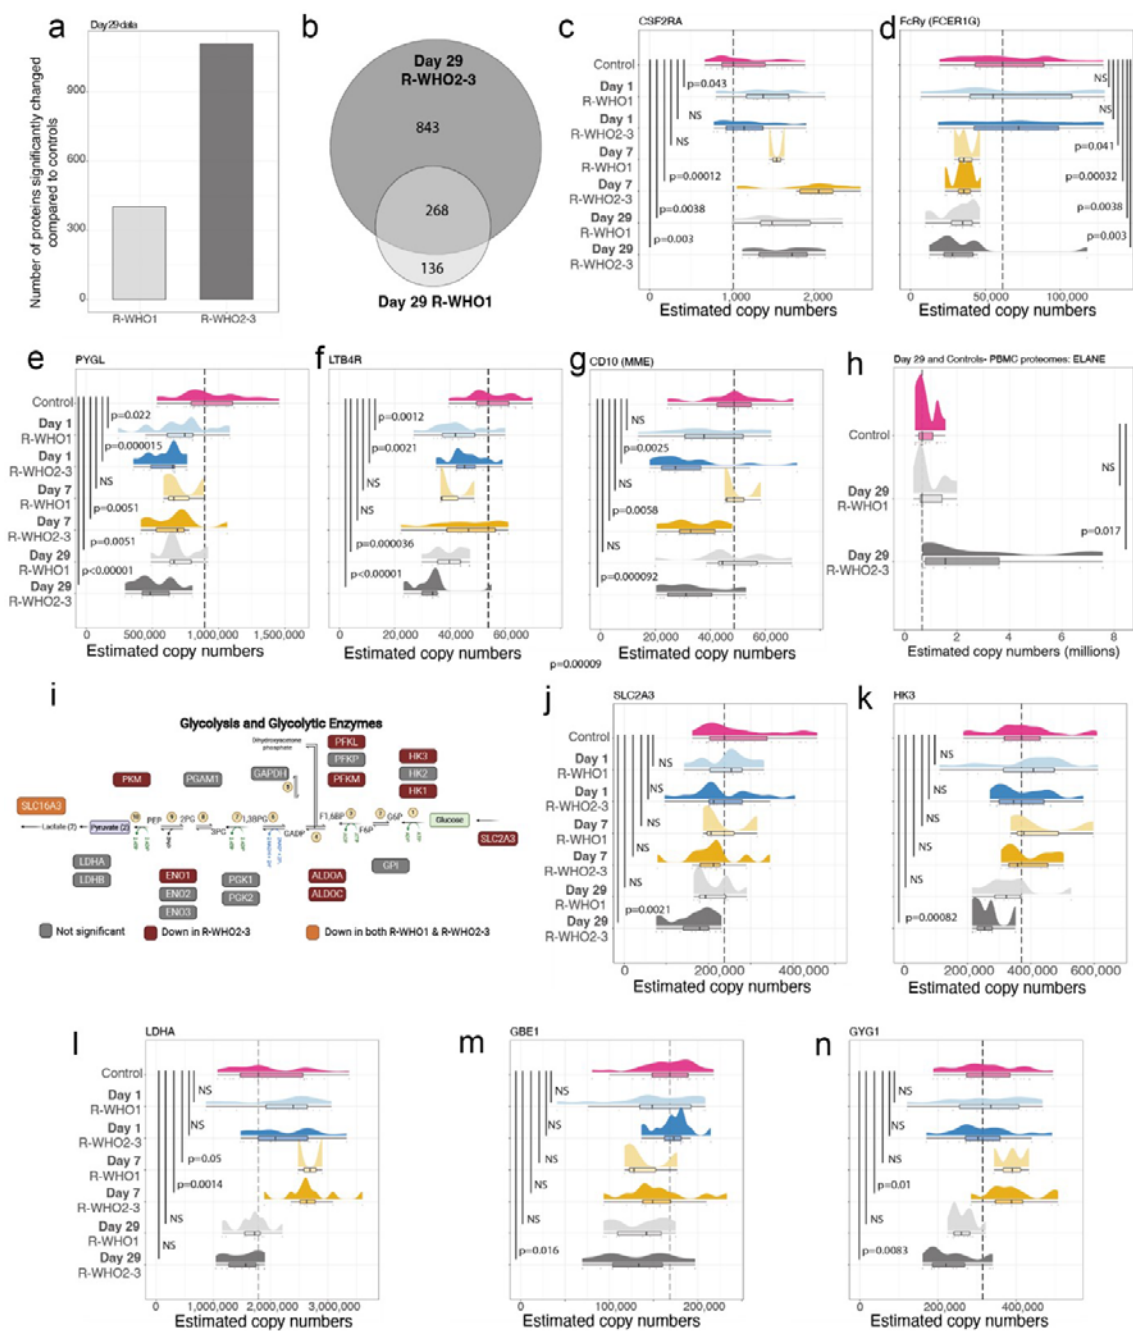 a
Day 29 data
Number of proteins significantly changed
compared to controls
900
600
300
0
R-WHO1
R-WHO2-3
b
Day 29
R-WHO2-3
843
268
136
Day 29 R-WHO1
c
CSF2RA
Control
Day 1
R-WHO1
Day 1
R-WHO2-3
Day 7
R-WHO1
Day 7
R-WHO2-3
Day 29
R-WHO1
Day 29
R-WHO2-3
p=0.043
NS
NS
p=0.00012
p=0.0038
p=0.003
0
1,000
2,000
Estimated copy numbers
d
FcRy (FCER1G)
NS
NS
p=0.041
p=0.00032
p=0.0038
p=0.003
0
50,000
100,000
Estimated copy numbers
e
PYGL
Control
Day 1
R-WHO1
Day 1
R-WHO2-3
Day 7
R-WHO1
Day 7
R-WHO2-3
Day 29
R-WHO1
Day 29
R-WHO2-3
p=0.022
p=0.000015
NS
p=0.0051
p=0.0051
p<0.00001
0
500,000
1,000,000
1,500,000
Estimated copy numbers
f
LTB4R
p=0.0012
p=0.0021
NS
NS
p=0.000036
p<0.00001
0
20,000
40,000
60,000
Estimated copy numbers
g
CD10 (MME)
NS
p=0.0025
NS
p=0.0058
NS
p=0.000092
20,000
40,000
60,000
Estimated copy numbers
p=0.00009
h
Day 29 and Controls- PBMC proteomes: ELANE
Control
Day 29
R-WHO1
Day 29
R-WHO2-3
NS
p=0.017
0
2
4
6
8
Estimated copy numbers (millions)
i
Glycolysis and Glycolytic Enzymes
Dihydroxyacetone
phosphate
PFKL
PFKP
PFKM
HK3
HK2
HK1
PKM
PGAM1
GAPDH
SLC16A3
Lactate (2)
Pyruvate (2)
PEP
2PG
3PG
1,3BPG
GADP
F1,6BP
F6P
G6P
Glucose
SLC2A3
LDHA
LDHB
ENO1
ENO2
ENO3
PGK1
PGK2
ALDOA
ALDOC
GPI
Not significant
Down in R-WHO2-3
Down in both R-WHO1 & R-WHO2-3
j
SLC2A3
Control
Day 1
R-WHO1
Day 1
R-WHO2-3
Day 7
R-WHO1
Day 7
R-WHO2-3
Day 29
R-WHO1
Day 29
R-WHO2-3
NS
NS
NS
NS
NS
p=0.0021
0
200,000
400,000
Estimated copy numbers
k
HK3
NS
NS
NS
NS
NS
p=0.00082
0
200,000
400,000
600,000
Estimated copy numbers
l
LDHA
Control
Day 1
R-WHO1
Day 1
R-WHO2-3
Day 7
R-WHO1
Day 7
R-WHO2-3
Day 29
R-WHO1
Day 29
R-WHO2-3
NS
NS
p=0.05
p=0.0014
NS
NS
0
1,000,000
2,000,000
3,000,000
Estimated copy numbers
m
GBE1
NS
NS
NS
NS
NS
p=0.016
0
100,000
200,000
Estimated copy numbers
n
GYG1
NS
NS
NS
p=0.01
NS
p=0.0083
0
200,000
400,000
Estimated copy numbers